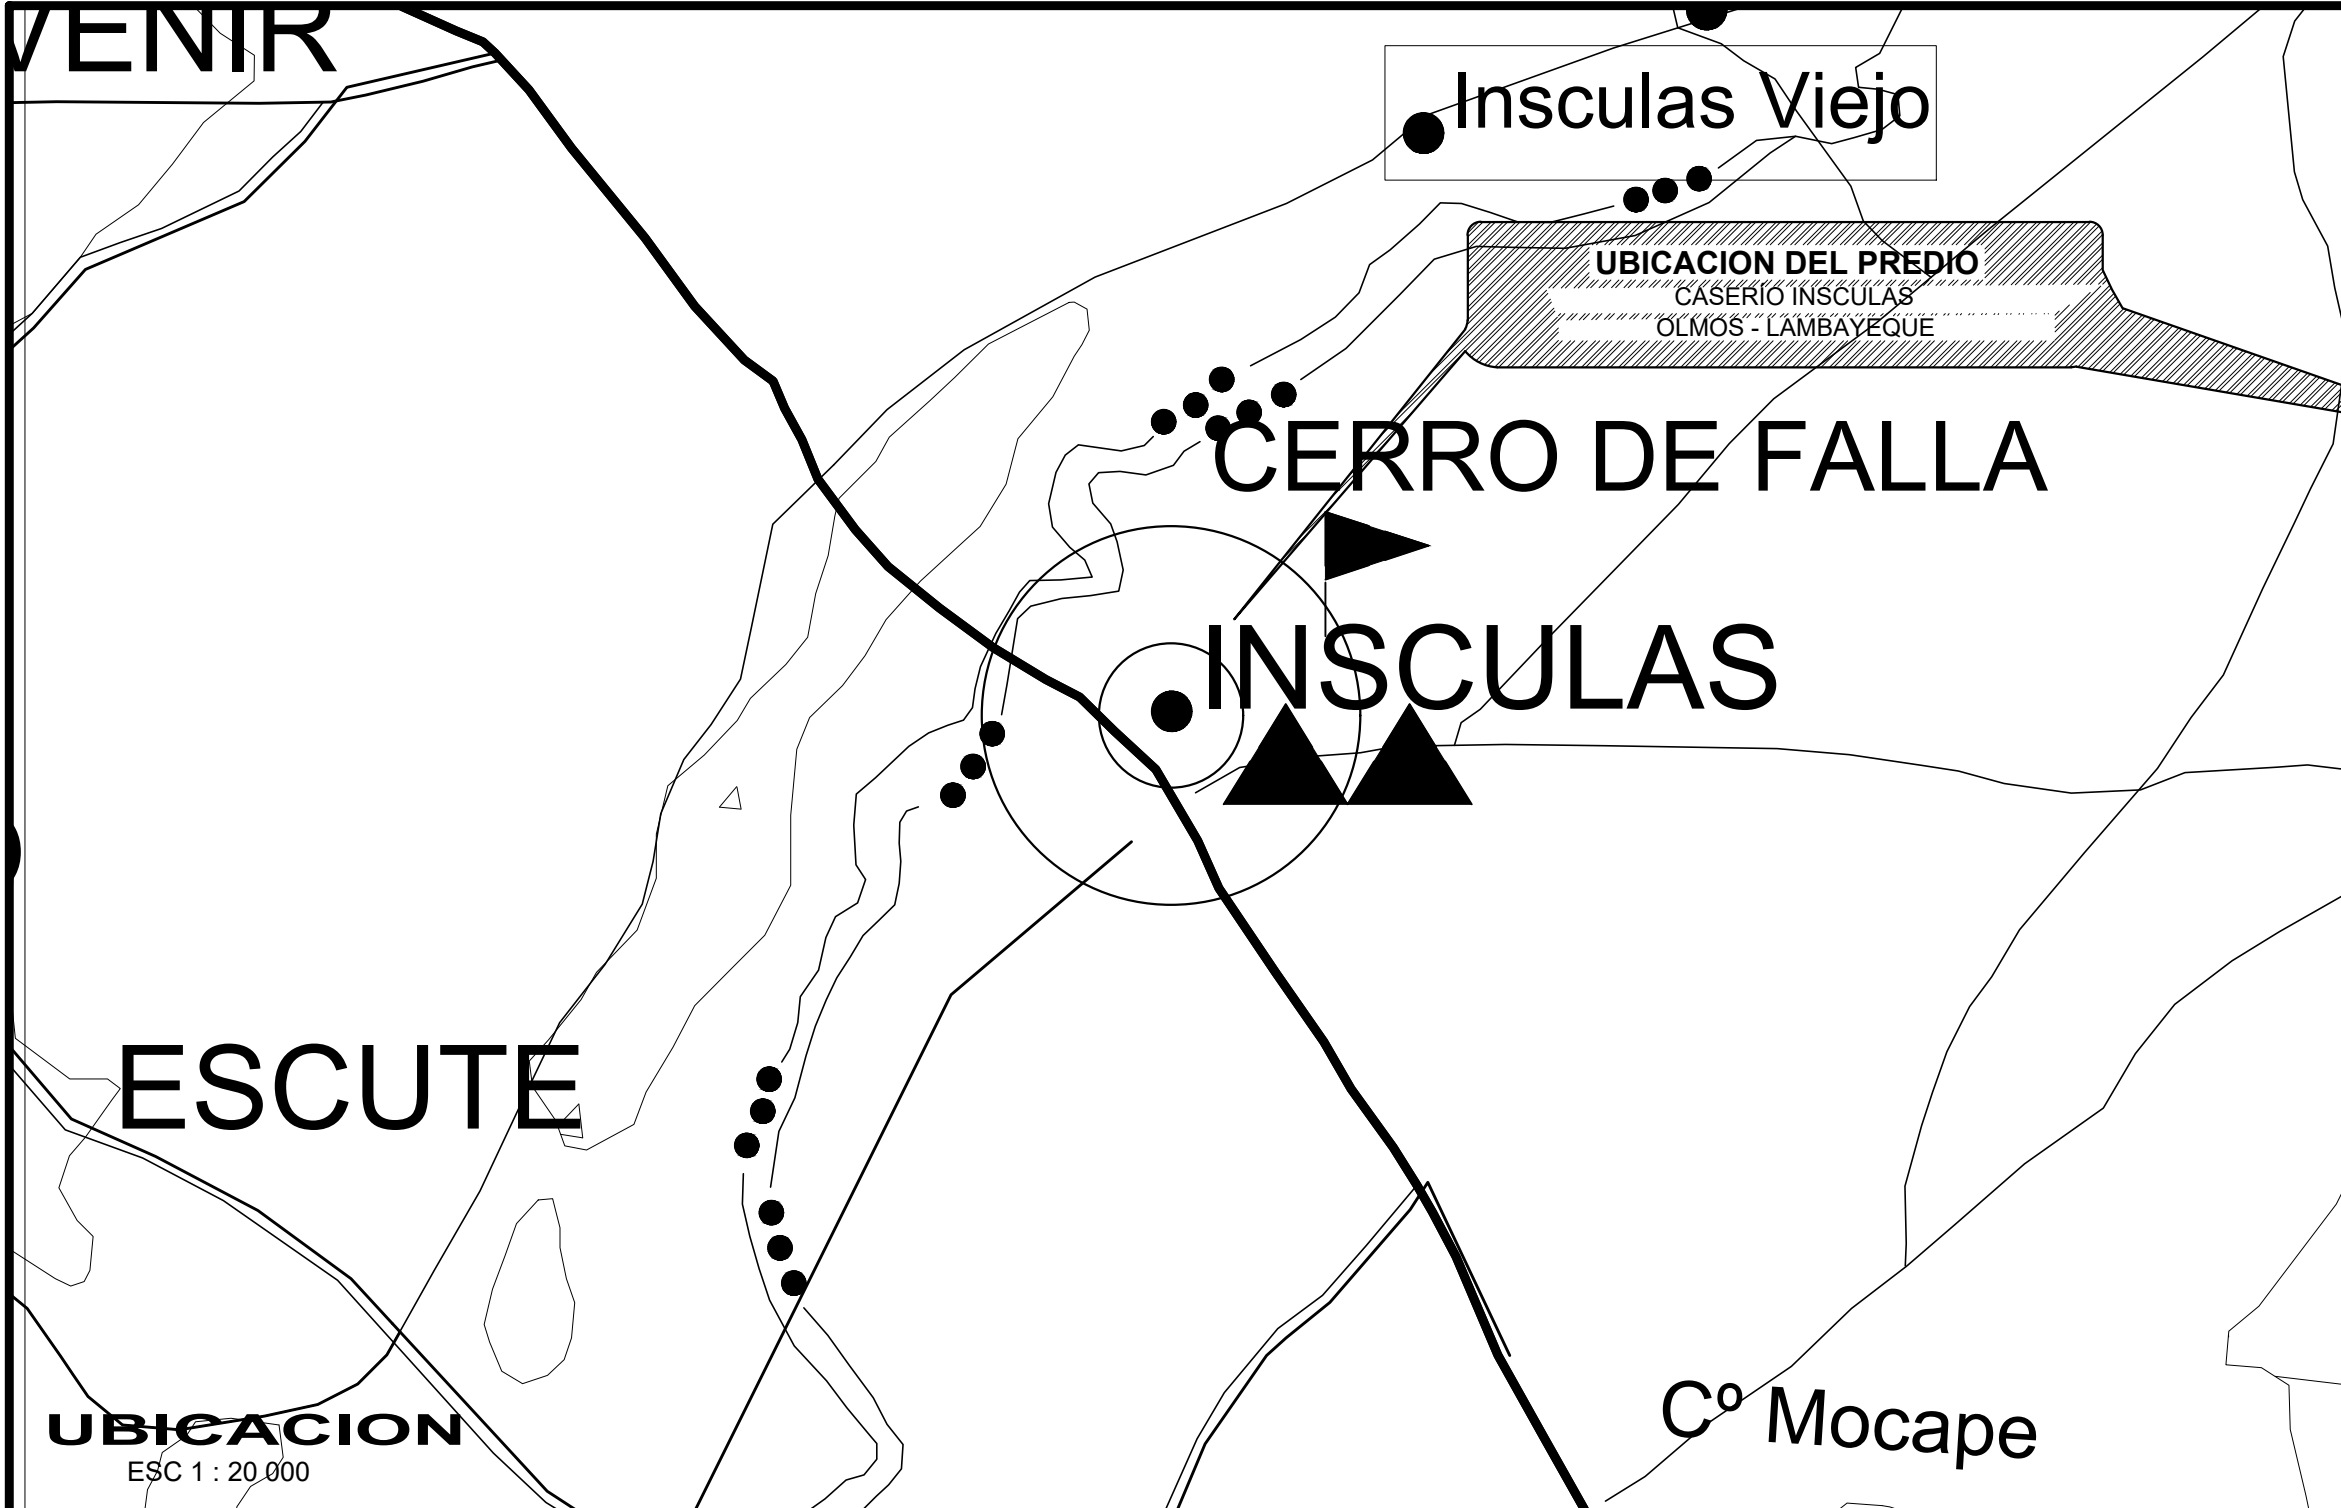 VENIR
Insculas Viejo
UBICACION DEL PREDIO
CASERIO INSCULAS
OLMOS - LAMBAYEQUE
CERRO DE FALLA
INSCULAS
ESCUTE
Cº Mocape
UBICACION
ESC 1 : 20 000